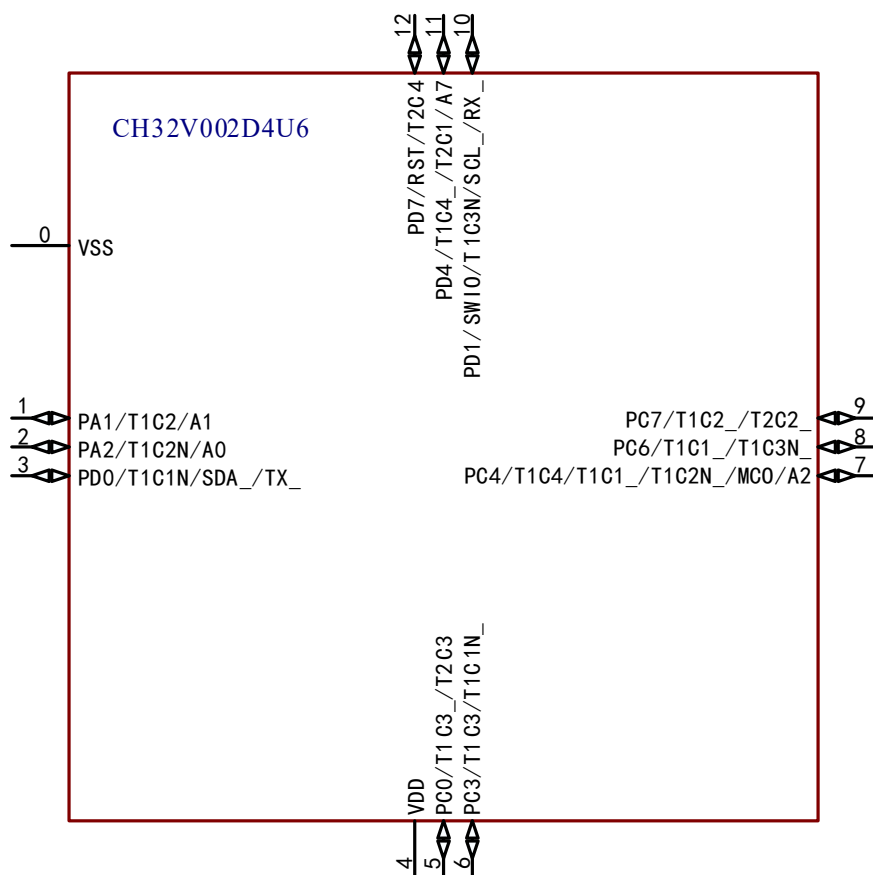 12
11
10
CH32V002D4U6
PD7/RST/T2C4
PD4/T1C4_/T2C1/A7
PD1/SWIO/T1C3N/SCL_/RX_
0
VSS
1
PA1/T1C2/A1
2
PA2/T1C2N/A0
3
PD0/T1C1N/SDA_/TX_
PC7/T1C2_/T2C2_
9
PC6/T1C1_/T1C3N_
8
PC4/T1C4/T1C1_/T1C2N_/MCO/A2
7
VDD
PC0/T1C3_/T2C3
PC3/T1C3/T1C1N_
4
5
6